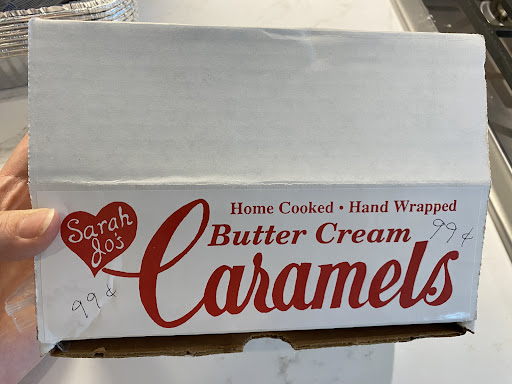 Home Cooked • Hand Wrapped
Sarah
Jo's
Butter Cream
99¢
Caramels
99¢